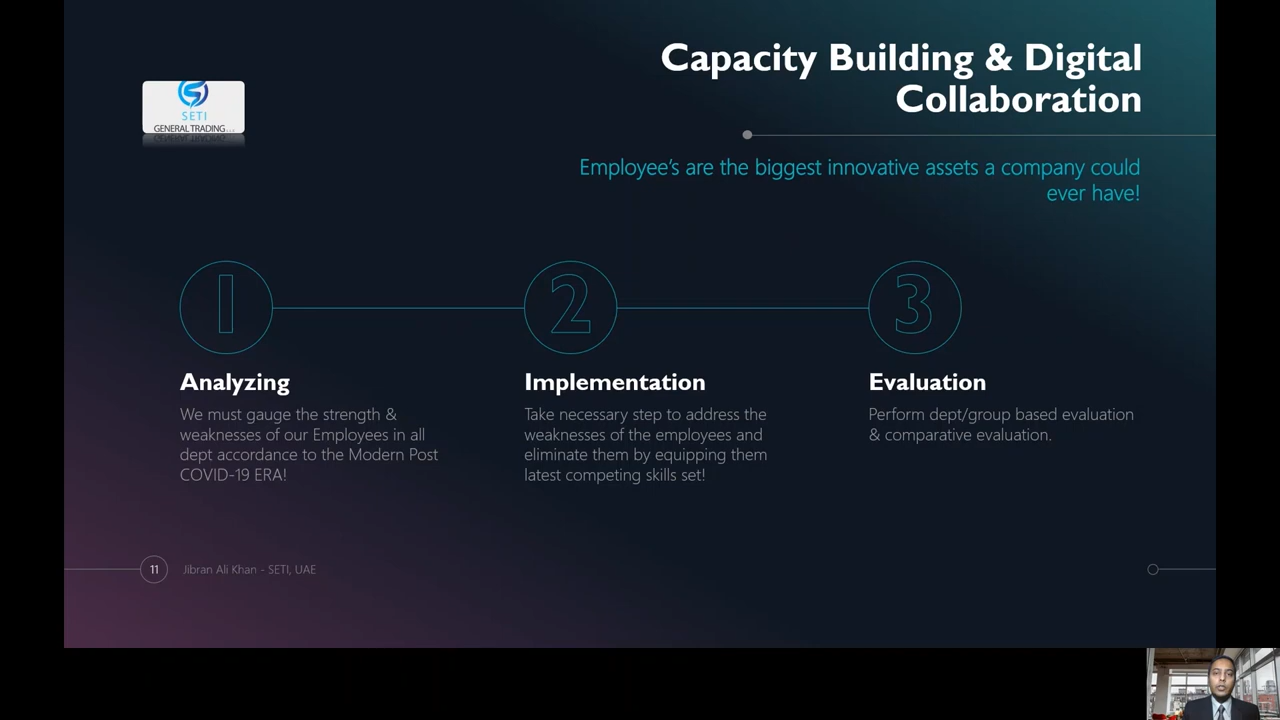 Capacity Building & Digital
Collaboration
SETI
GENERAL TRADING
Employee's are the biggest innovative assets a company could
ever have!
1
2
3
Analyzing
We must gauge the strength &
weaknesses of our Employees in all
dept accordance to the Modern Post
COVID-19 ERA!
Implementation
Take necessary step to address the
weaknesses of the employees and
eliminate them by equipping them
latest competing skills set!
Evaluation
Perform dept/group based evaluation
& comparative evaluation.
11
Jibran Ali Khan - SETI, UAE